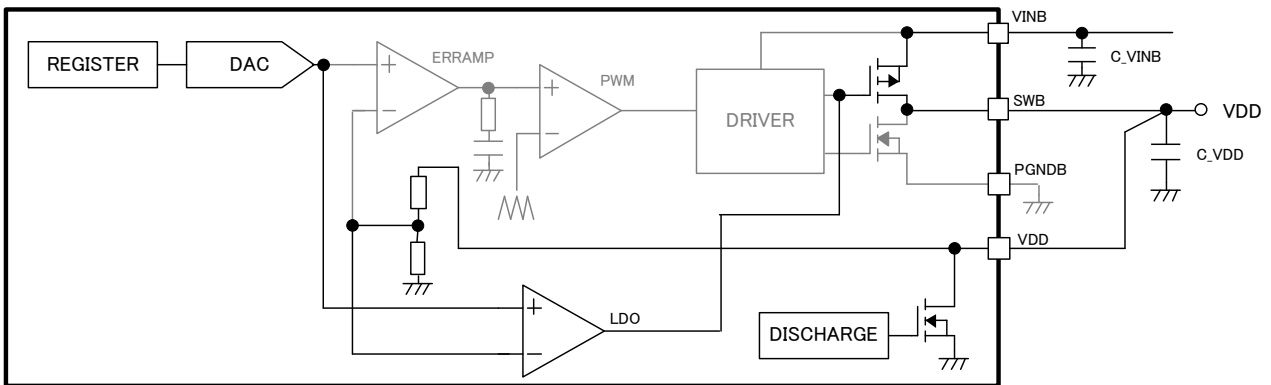 VINB
REGISTER
DAC
ERRAMP
C_VINB
PWM
SWB
DRIVER
VDD
C_VDD
PGNDB
VDD
LDO
DISCHARGE